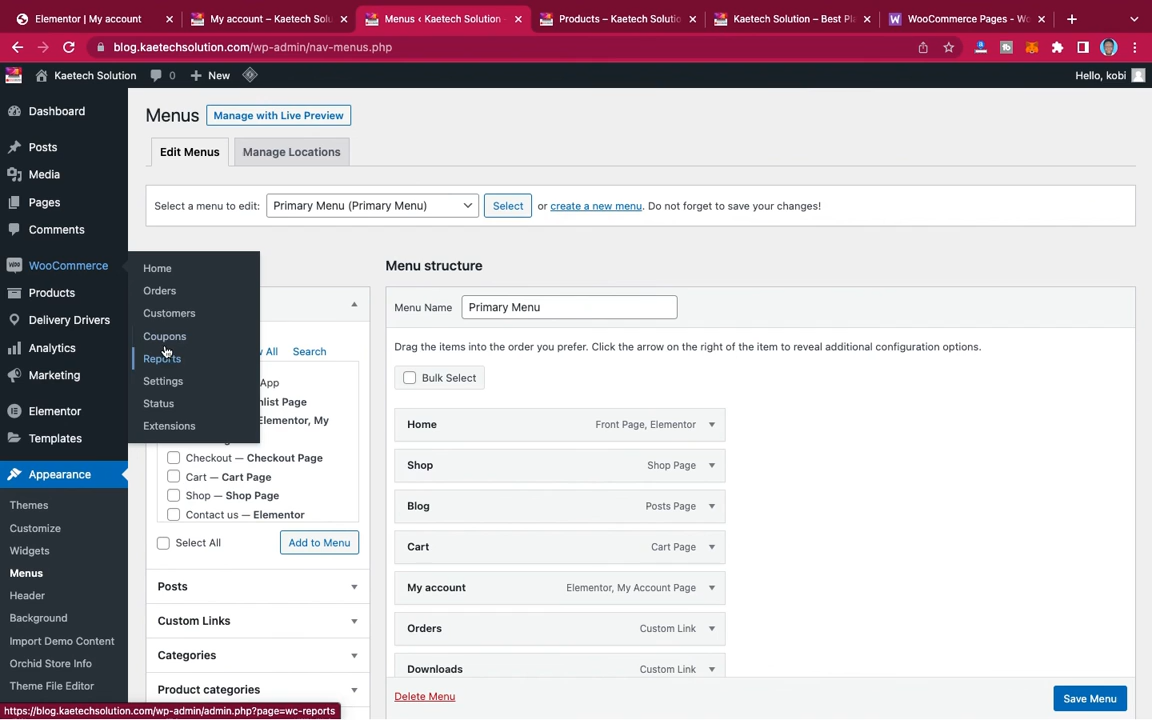 Elementor | My account
My account – Kaetech Solu
Menus ‹ Kaetech Solution
Products – Kaetech Solutio
Kaetech Solution – Best Pl
WooCommerce Pages - Wo
blog.kaetechsolution.com/wp-admin/nav-menus.php
Kaetech Solution
0
New
Hello, kobi
Dashboard
Posts
Media
Pages
Comments
WooCommerce
Products
Delivery Drivers
Analytics
Marketing
Elementor
Templates
Appearance
Themes
Customize
Widgets
Menus
Header
Background
Import Demo Content
Orchid Store Info
Theme File Editor
Home
Orders
Customers
Coupons
Reports
Settings
Status
Extensions
Menus
Manage with Live Preview
Edit Menus
Manage Locations
Select a menu to edit:
Primary Menu (Primary Menu)
Select
or create a new menu. Do not forget to save your changes!
All
Search
App
list Page
Elementor, My
Checkout — Checkout Page
Cart — Cart Page
Shop — Shop Page
Contact us — Elementor
Select All
Add to Menu
Posts
Custom Links
Categories
Product categories
Menu structure
Menu Name
Primary Menu
Drag the items into the order you prefer. Click the arrow on the right of the item to reveal additional configuration options.
Bulk Select
Home
Front Page, Elementor
Shop
Shop Page
Blog
Posts Page
Cart
Cart Page
My account
Elementor, My Account Page
Orders
Custom Link
Downloads
Custom Link
Delete Menu
Save Menu
https://blog.kaetechsolution.com/wp-admin/admin.php?page=wc-reports